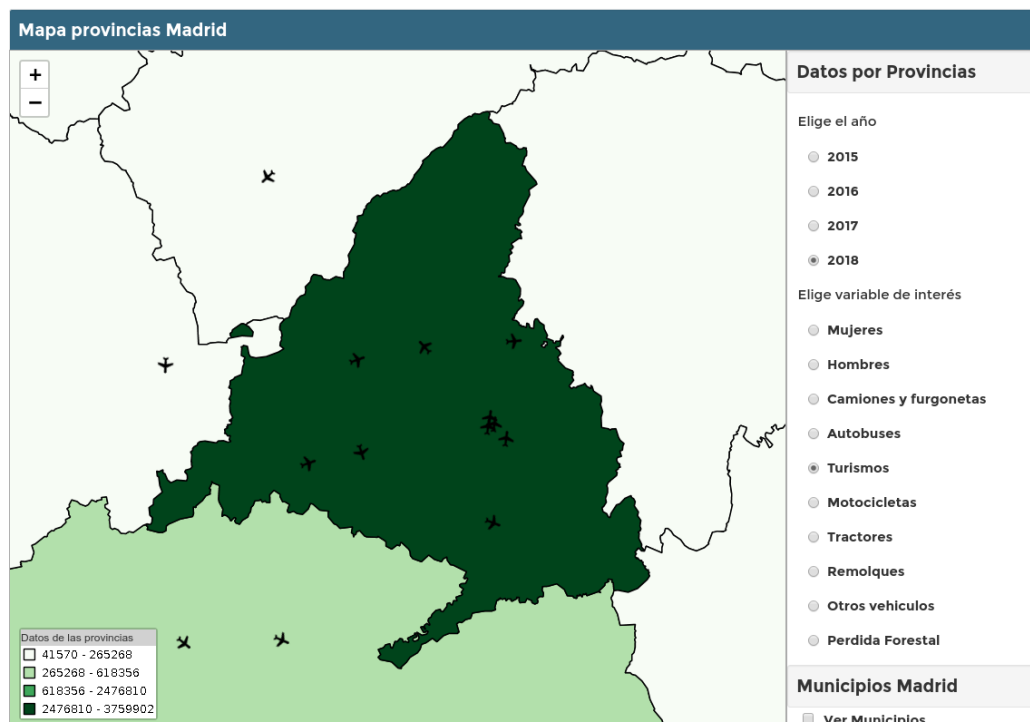 Mapa provincias Madrid
+
−
Datos por Provincias
Elige el año
2015
2016
2017
2018
Elige variable de interés
Mujeres
Hombres
Camiones y furgonetas
Autobuses
Turismos
Motocicletas
Tractores
Remolques
Otros vehiculos
Perdida Forestal
Municipios Madrid
Ver Municipios
Datos de las provincias
41570 - 265268
265268 - 618356
618356 - 2476810
2476810 - 3759902